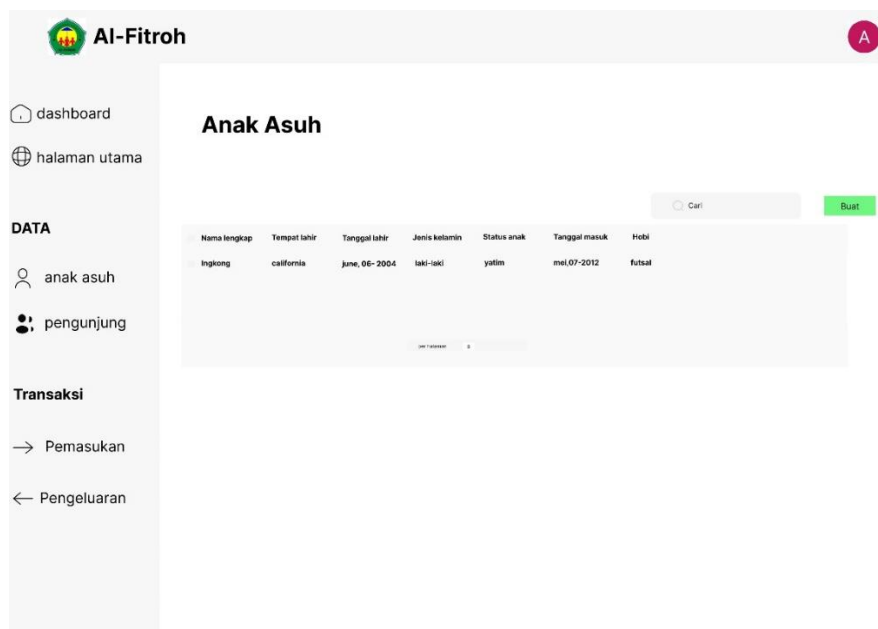 Al-Fitroh
A
dashboard
halaman utama
DATA
anak asuh
pengunjung
Transaksi
Pemasukan
Pengeluaran
Anak Asuh
Cari
Buat
Nama lengkap Tempat lahir Tanggal lahir Jenis kelamin Status anak Tanggal masuk Hobi
Ingkong california june, 06-2004 laki-laki yatim mei,07-2012 futsal
per halaman